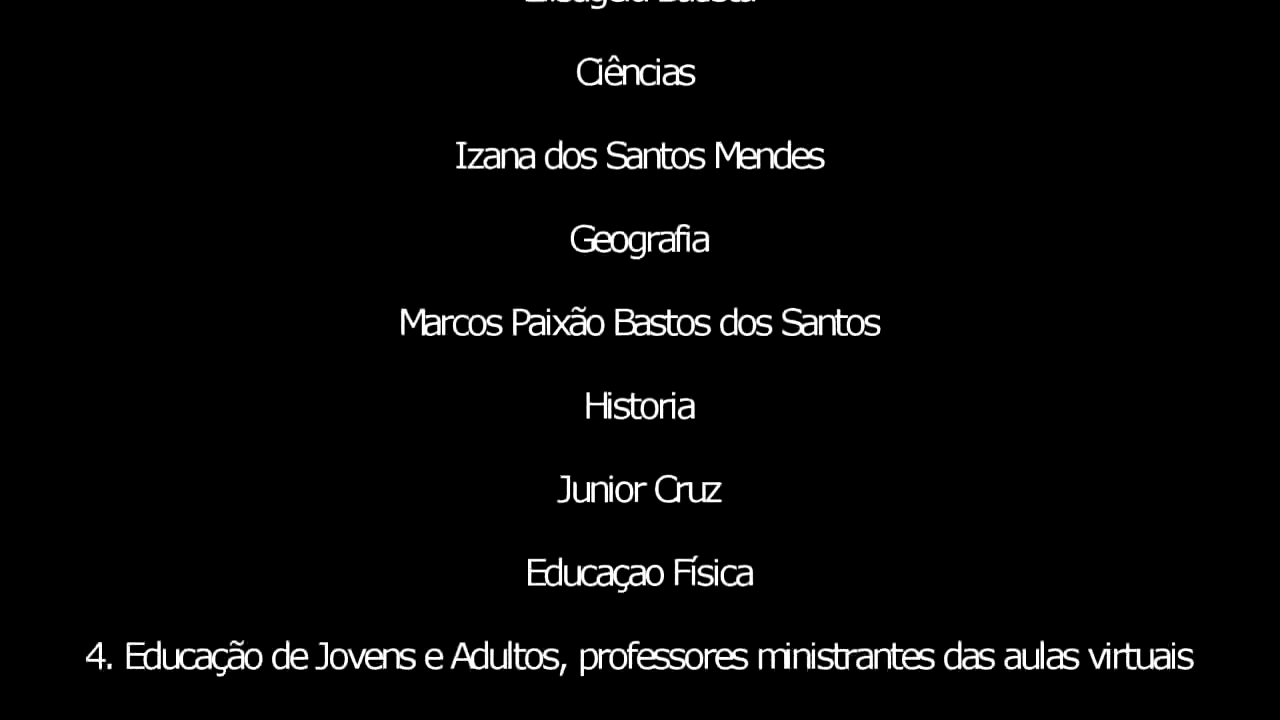 Ciências
Izana dos Santos Mendes
Geografia
Marcos Paixão Bastos dos Santos
Historia
Junior Cruz
Educaçao Física
4. Educação de Jovens e Adultos, professores ministrantes das aulas virtuais